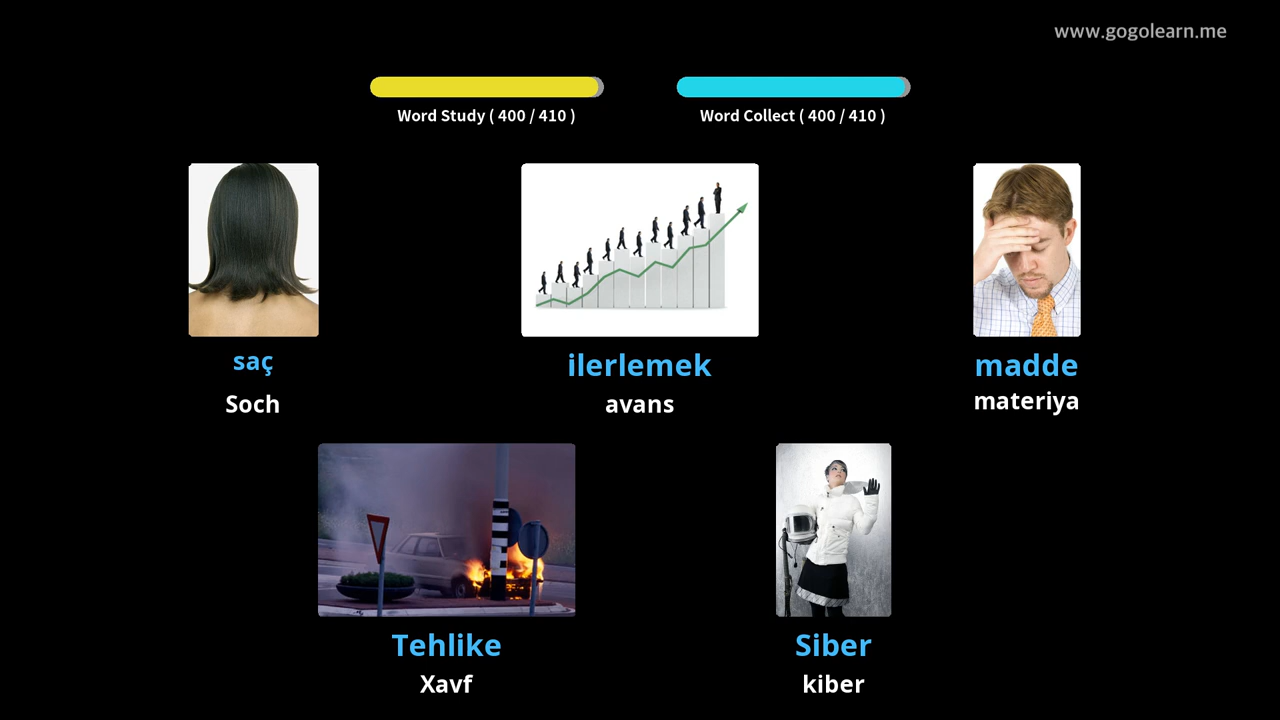 www.gogolearn.me
Word Study ( 400 / 410 )
Word Collect ( 400 / 410 )
saç
Soch
ilerlemek
avans
madde
materiya
Tehlike
Xavf
Siber
kiber